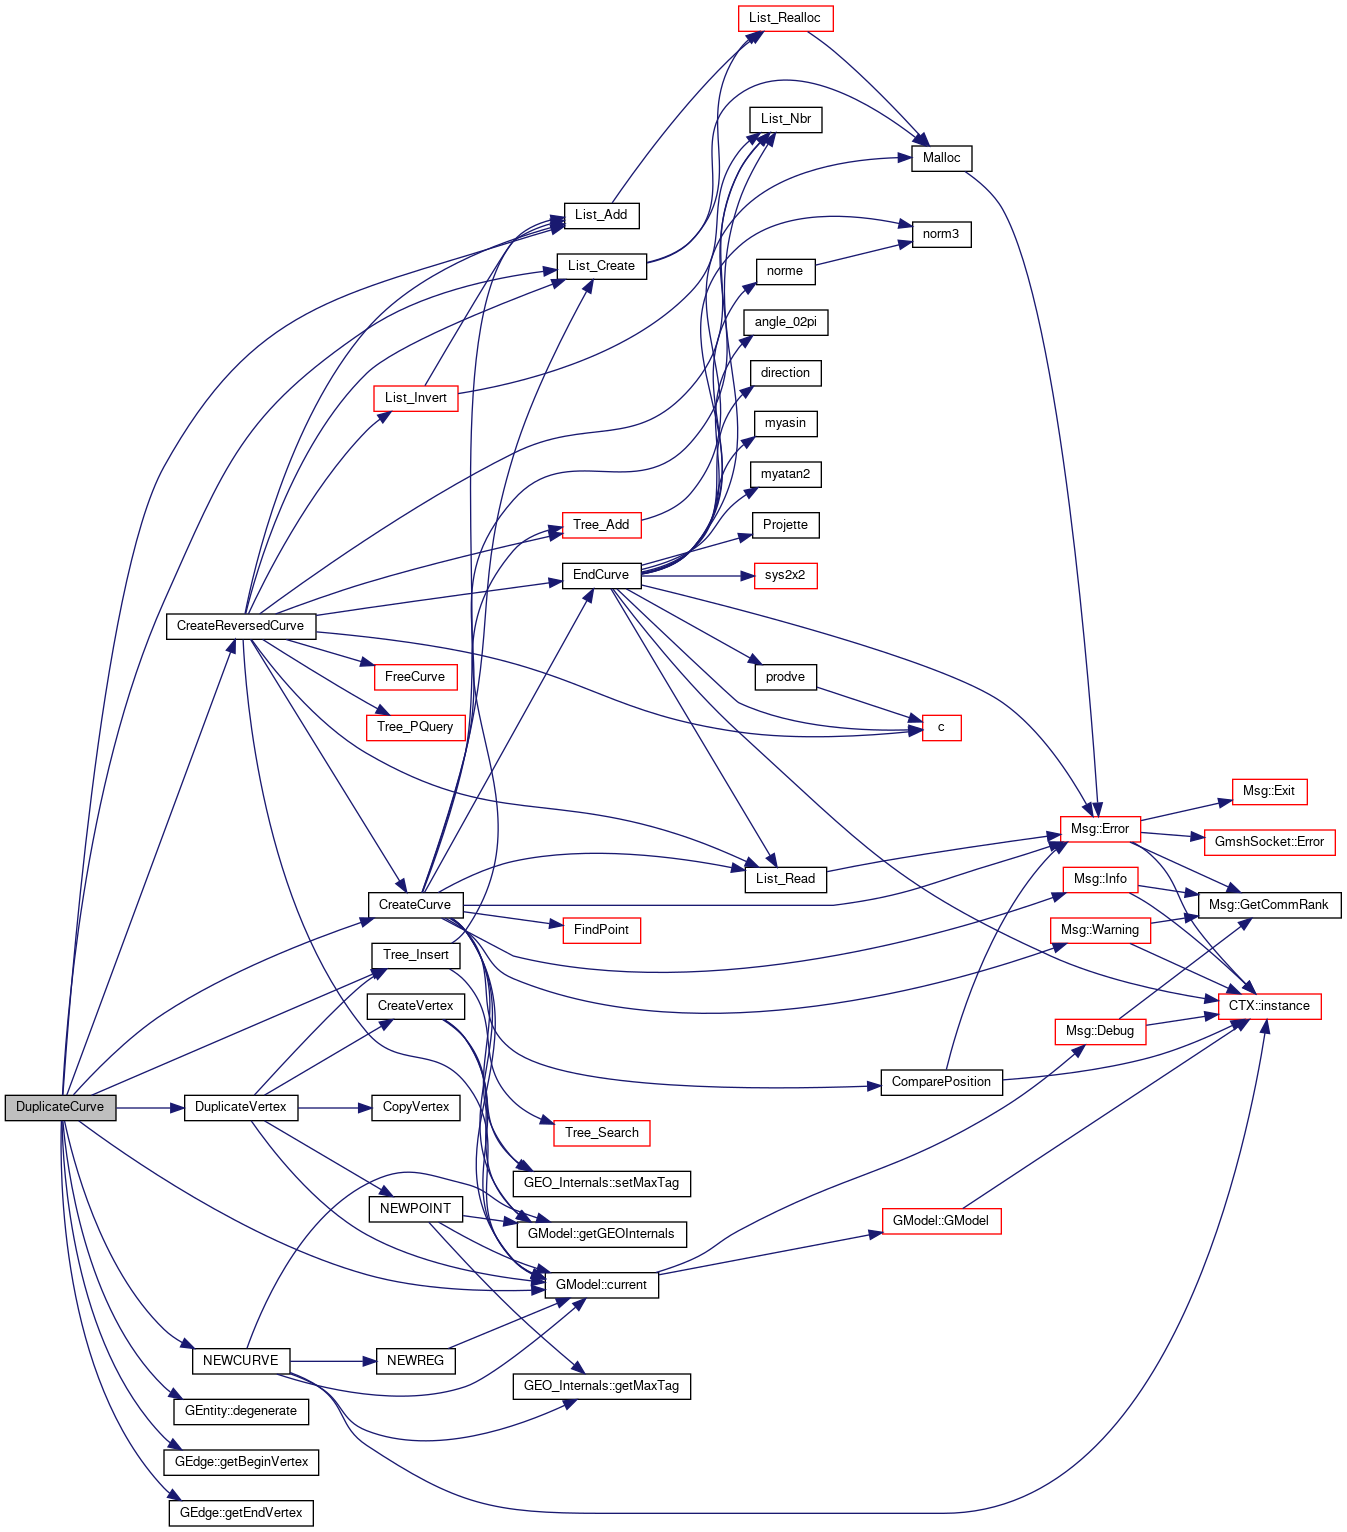 List_Realloc
List_Nbr
Malloc
List_Add
norm3
List_Create
norme
angle_02pi
direction
List_Invert
myasin
myatan2
Tree_Add
Projette
EndCurve
sys2x2
CreateReversedCurve
FreeCurve
prodve
Tree_PQuery
c
Msg::Exit
Msg::Error
GmshSocket::Error
List_Read
Msg::Info
CreateCurve
Msg::GetCommRank
FindPoint
Msg::Warning
Tree_Insert
CreateVertex
CTX::instance
Msg::Debug
ComparePosition
DuplicateCurve
DuplicateVertex
CopyVertex
Tree_Search
GEO_Internals::setMaxTag
NEWPOINT
GModel::GModel
GModel::getGEOInternals
GModel::current
NEWCURVE
NEWREG
GEO_Internals::getMaxTag
GEntity::degenerate
GEdge::getBeginVertex
GEdge::getEndVertex